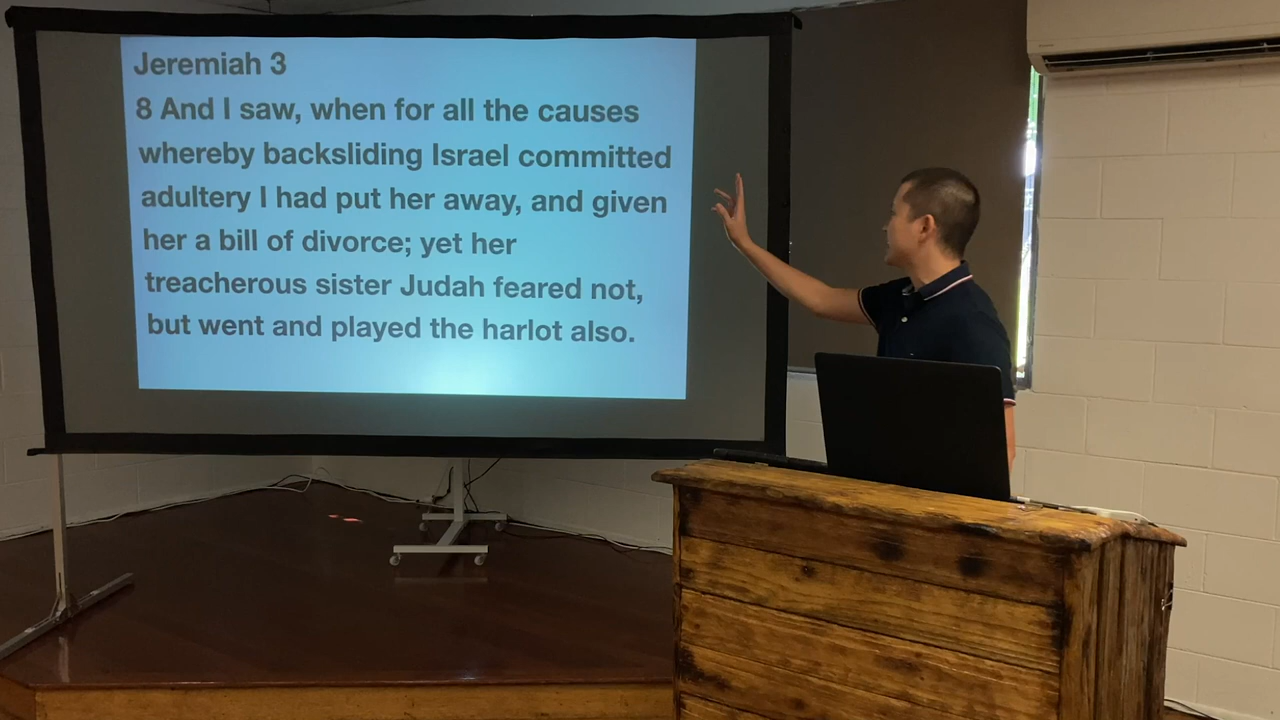 Jeremiah 3
8 And I saw, when for all the causes
whereby backsliding Israel committed
adultery I had put her away, and given
her a bill of divorce; yet her
treacherous sister Judah feared not,
but went and played the harlot also.